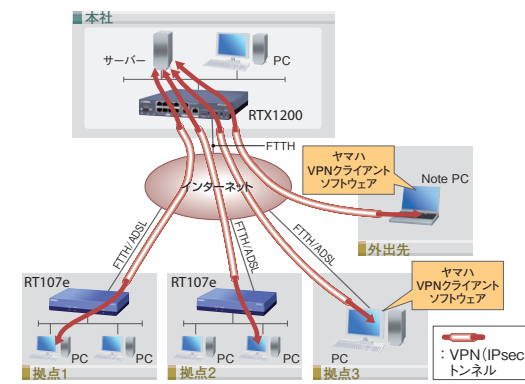 本社
サーバー
PC
RTX1200
FTTH
インターネット
ヤマハ
VPNクライアント
ソフトウェア
Note PC
外出先
FTTH/ADSL
FTTH/ADSL
FTTH/ADSL
RT107e
PC
PC
拠点1
RT107e
PC
PC
拠点2
ヤマハ
VPNクライアント
ソフトウェア
PC
拠点3
：VPN（IPsec
トンネル